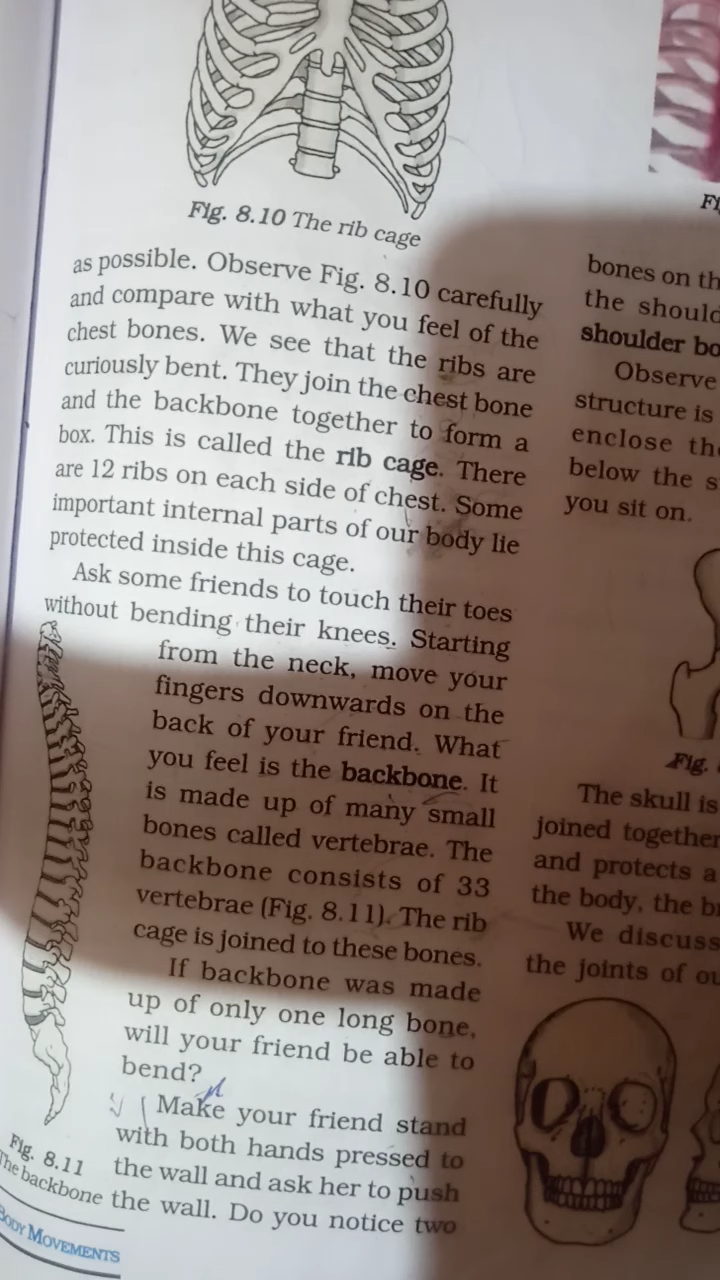 Fig. 8.10 The rib cage
as possible. Observe Fig. 8.10 carefully
and compare with what you feel of the
chest bones. We see that the ribs are
curiously bent. They join the chest bone
and the backbone together to form a
box. This is called the rib cage. There
are 12 ribs on each side of chest. Some
important internal parts of our body lie
protected inside this cage.
Ask some friends to touch their toes
without bending their knees. Starting
from the neck, move your
fingers downwards on the
back of your friend. What
you feel is the backbone. It
is made up of many small
bones called vertebrae. The
backbone consists of 33
vertebrae (Fig. 8.11). The rib
cage is joined to these bones.
If backbone was made
up of only one long bone,
will your friend be able to
bend?
Make your friend stand
with both hands pressed to
the wall and ask her to push
the wall. Do you notice two
Fig. 8.11
The backbone
BODY MOVEMENTS
bones on
the
shoulder
Observe
structure is
enclose
below the
you sit on.
Fig.
The skull is
joined together
and protects a
the body, the
We
the joints of